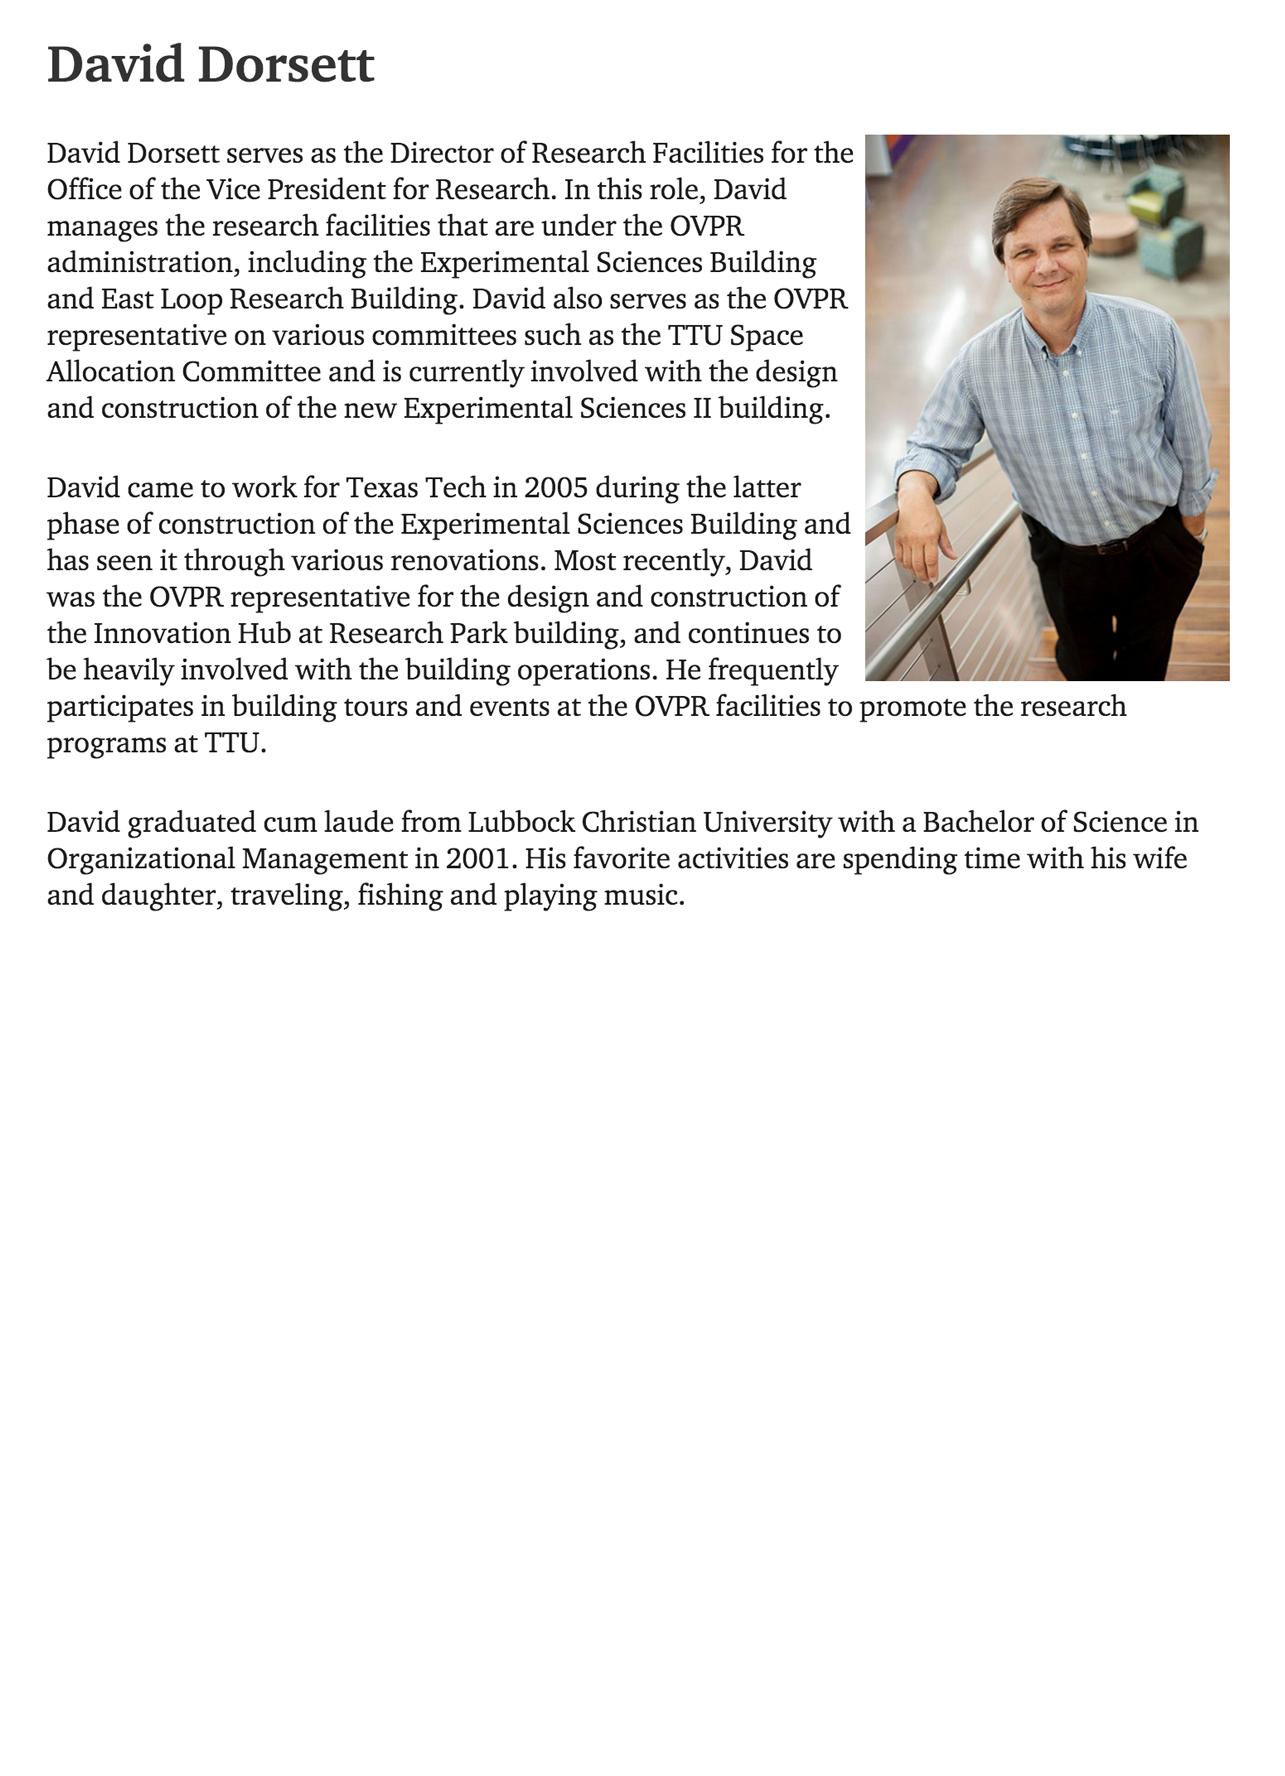 David Dorsett
David Dorsett serves as the Director of Research Facilities for the
Office of the Vice President for Research. In this role, David
manages the research facilities that are under the OVPR
administration, including the Experimental Sciences Building
and East Loop Research Building. David also serves as the OVPR
representative on various committees such as the TTU Space
Allocation Committee and is currently involved with the design
and construction of the new Experimental Sciences II building.
David came to work for Texas Tech in 2005 during the latter
phase of construction of the Experimental Sciences Building and
has seen it through various renovations. Most recently, David
was the OVPR representative for the design and construction of
the Innovation Hub at Research Park building, and continues to
be heavily involved with the building operations. He frequently
participates in building tours and events at the OVPR facilities to promote the research
programs at TTU.
David graduated cum laude from Lubbock Christian University with a Bachelor of Science in
Organizational Management in 2001. His favorite activities are spending time with his wife
and daughter, traveling, fishing and playing music.